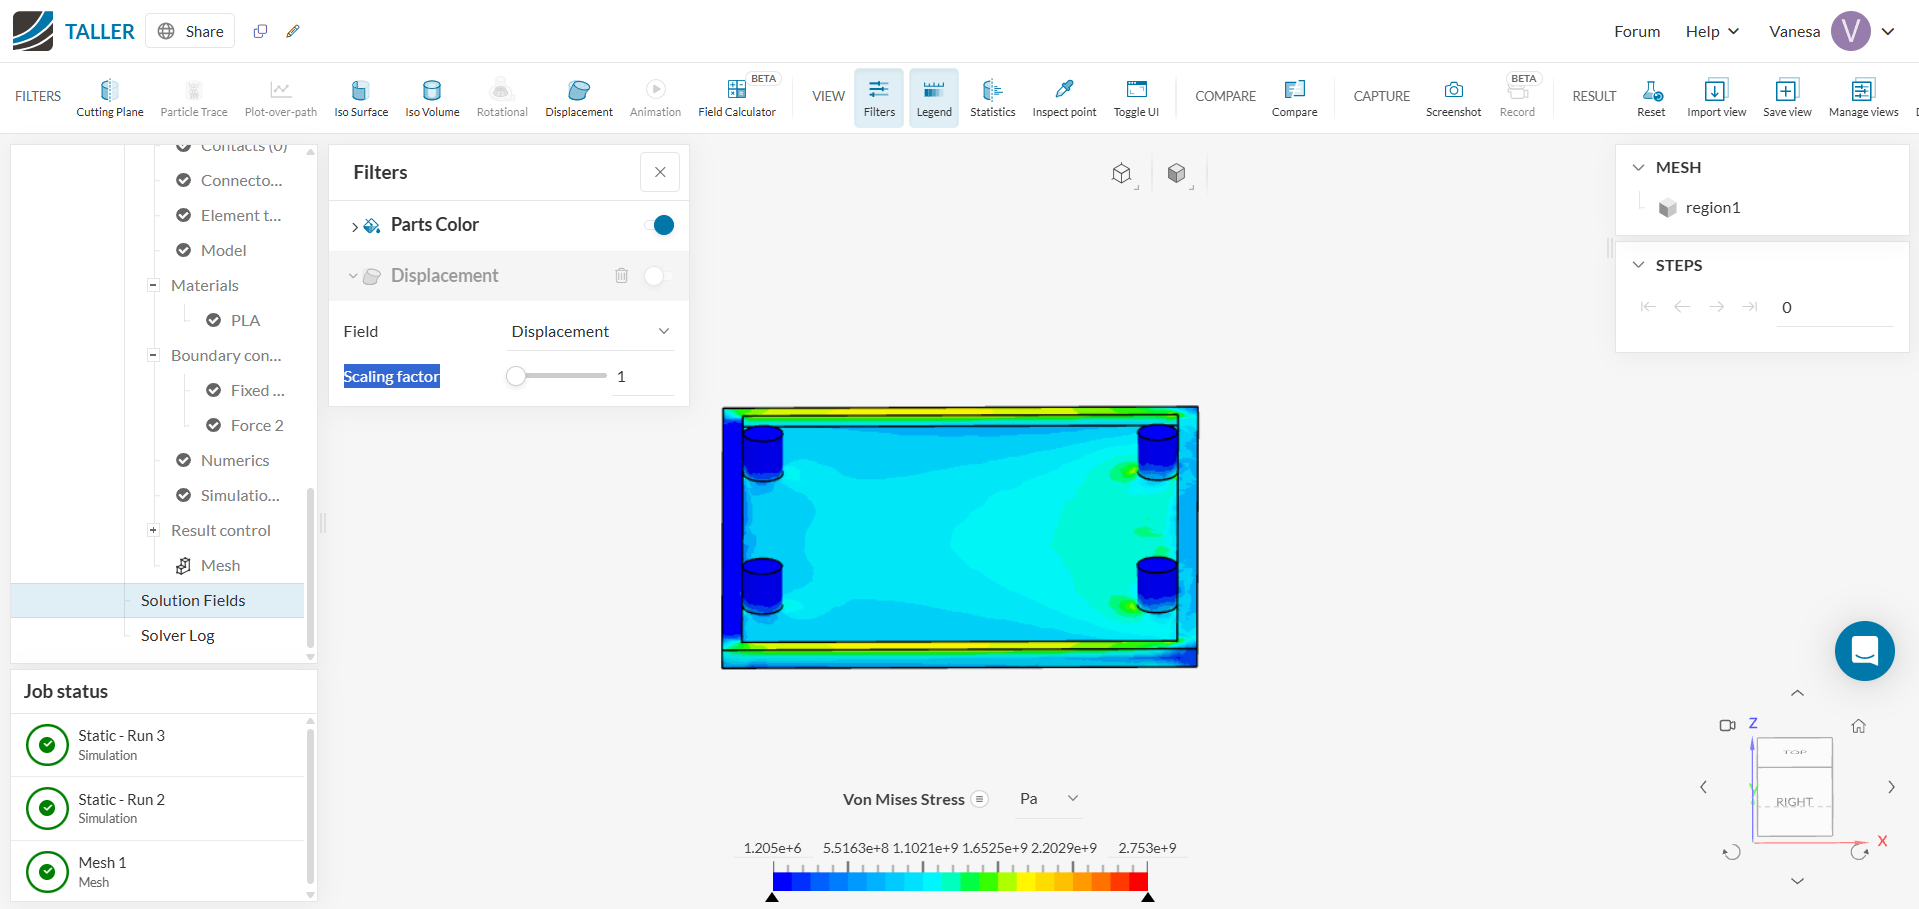 TALLER Share Forum Help Vanesa V
FILTERS Cutting Plane Particle Trace Plot-over-path Iso Surface Iso Volume Rotational Displacement Animation Field Calculator BETA VIEW Filters Legend Statistics Inspect point Toggle UI COMPARE Compare CAPTURE Screenshot Record BETA RESULT Reset Import view Save view Manage views
Contacts (0)
Connecto...
Element t...
Model
Materials
PLA
Boundary con...
Fixed ...
Force 2
Numerics
Simulatio...
Result control
Mesh
Solution Fields
Solver Log
Job status
Static - Run 3
Simulation
Static - Run 2
Simulation
Mesh 1
Mesh
Filters
Parts Color
Displacement
Field Displacement
Scaling factor 1
MESH
region1
STEPS
0
Von Mises Stress Pa
1.205e+6 5.5163e+8 1.1021e+9 1.6525e+9 2.2029e+9 2.753e+9
Z
TOP
Y
RIGHT
X